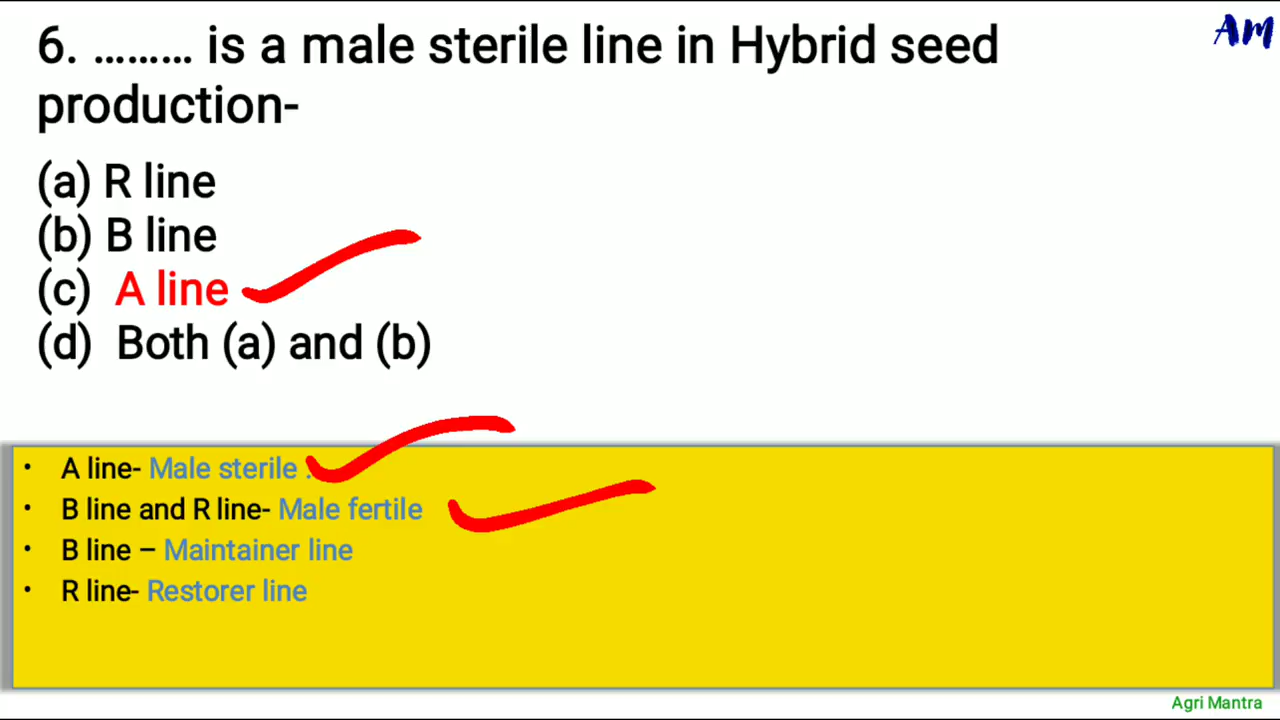 AM
6. ......... is a male sterile line in Hybrid seed
production-
(a) R line
(b) B line
(c) A line
(d) Both (a) and (b)
• A line- Male sterile .
• B line and R line- Male fertile
• B line – Maintainer line
• R line- Restorer line
Agri Mantra